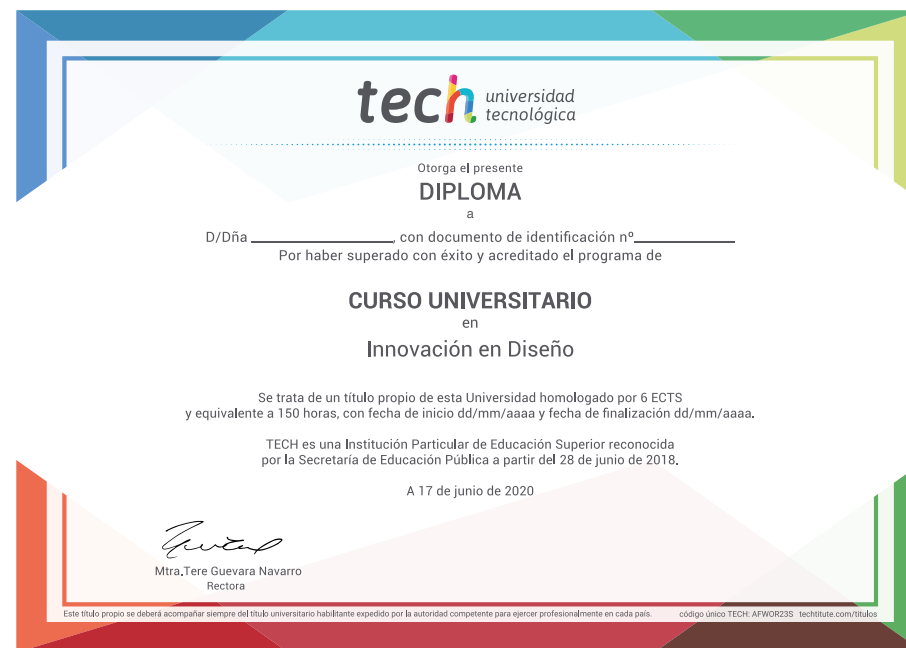 tech universidad
tecnológica
Otorga el presente
DIPLOMA
a
D/Dña ________________, con documento de identificación nº____________
Por haber superado con éxito y acreditado el programa de
CURSO UNIVERSITARIO
en
Innovación en Diseño
Se trata de un título propio de esta Universidad homologado por 6 ECTS
y equivalente a 150 horas, con fecha de inicio dd/mm/aaaa y fecha de finalización dd/mm/aaaa.
TECH es una Institución Particular de Educación Superior reconocida
por la Secretaría de Educación Pública a partir del 28 de junio de 2018.
A 17 de junio de 2020
Mtra.Tere Guevara Navarro
Rectora
Este título propio se deberá acompañar siempre del título universitario habilitante expedido por la autoridad competente para ejercer profesionalmente en cada país. código único TECH: AFWOR23S techtitute.com/titulos